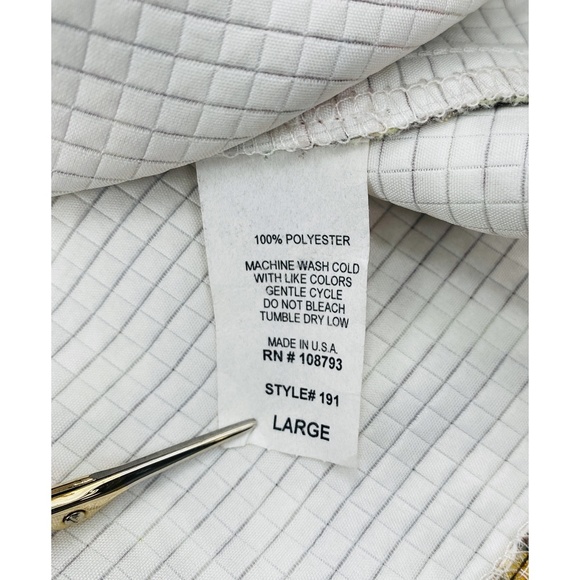 100% POLYESTER
MACHINE WASH COLD
WITH LIKE COLORS
GENTLE CYCLE
DO NOT BLEACH
TUMBLE DRY LOW
MADE IN U.S.A.
RN # 108793
STYLE# 191
LARGE